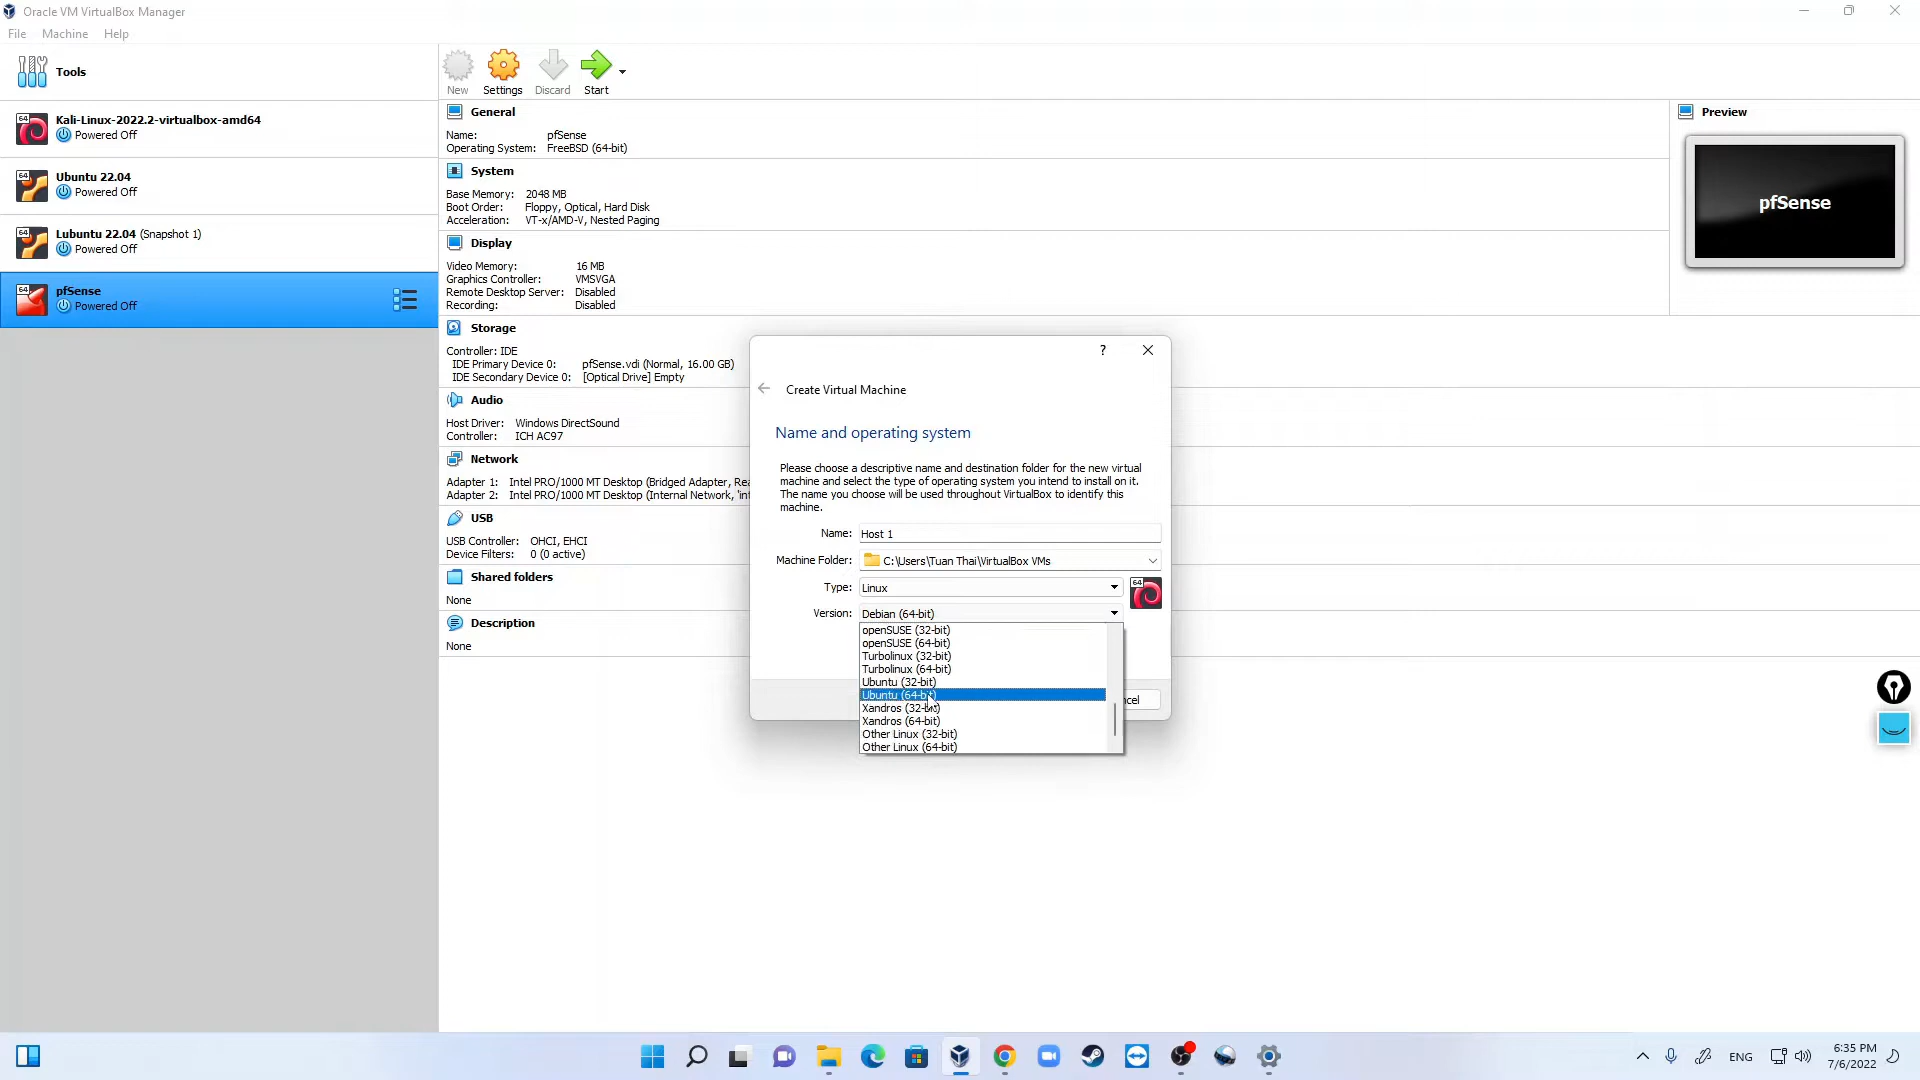 Oracle VM VirtualBox Manager
File Machine Help
Tools
New Settings Discard Start
64
Kali-Linux-2022.2-virtualbox-amd64
Powered Off
64
Ubuntu 22.04
Powered Off
64
Lubuntu 22.04 (Snapshot 1)
Powered Off
64
pfSense
Powered Off
General
Name: pfSense
Operating System: FreeBSD (64-bit)
System
Base Memory: 2048 MB
Boot Order: Floppy, Optical, Hard Disk
Acceleration: VT-x/AMD-V, Nested Paging
Display
Video Memory: 16 MB
Graphics Controller: VMSVGA
Remote Desktop Server: Disabled
Recording: Disabled
Storage
Controller: IDE
IDE Primary Device 0: pfSense.vdi (Normal, 16.00 GB)
IDE Secondary Device 0: [Optical Drive] Empty
Audio
Host Driver: Windows DirectSound
Controller: ICH AC97
Network
Adapter 1: Intel PRO/1000 MT Desktop (Bridged Adapter, Rea
Adapter 2: Intel PRO/1000 MT Desktop (Internal Network, 'int
USB
USB Controller: OHCI, EHCI
Device Filters: 0 (0 active)
Shared folders
None
Description
None
Preview
pfSense
?
Create Virtual Machine
Name and operating system
Please choose a descriptive name and destination folder for the new virtual
machine and select the type of operating system you intend to install on it.
The name you choose will be used throughout VirtualBox to identify this
machine.
Name: Host 1
Machine Folder: C:\Users\Tuan Thai\VirtualBox VMs
Type: Linux
64
Version: Debian (64-bit)
openSUSE (32-bit)
openSUSE (64-bit)
Turbolinux (32-bit)
Turbolinux (64-bit)
Ubuntu (32-bit)
Ubuntu (64-bit)
Xandros (32-bit)
Xandros (64-bit)
Other Linux (32-bit)
Other Linux (64-bit)
ncel
ENG
6:35 PM
7/6/2022